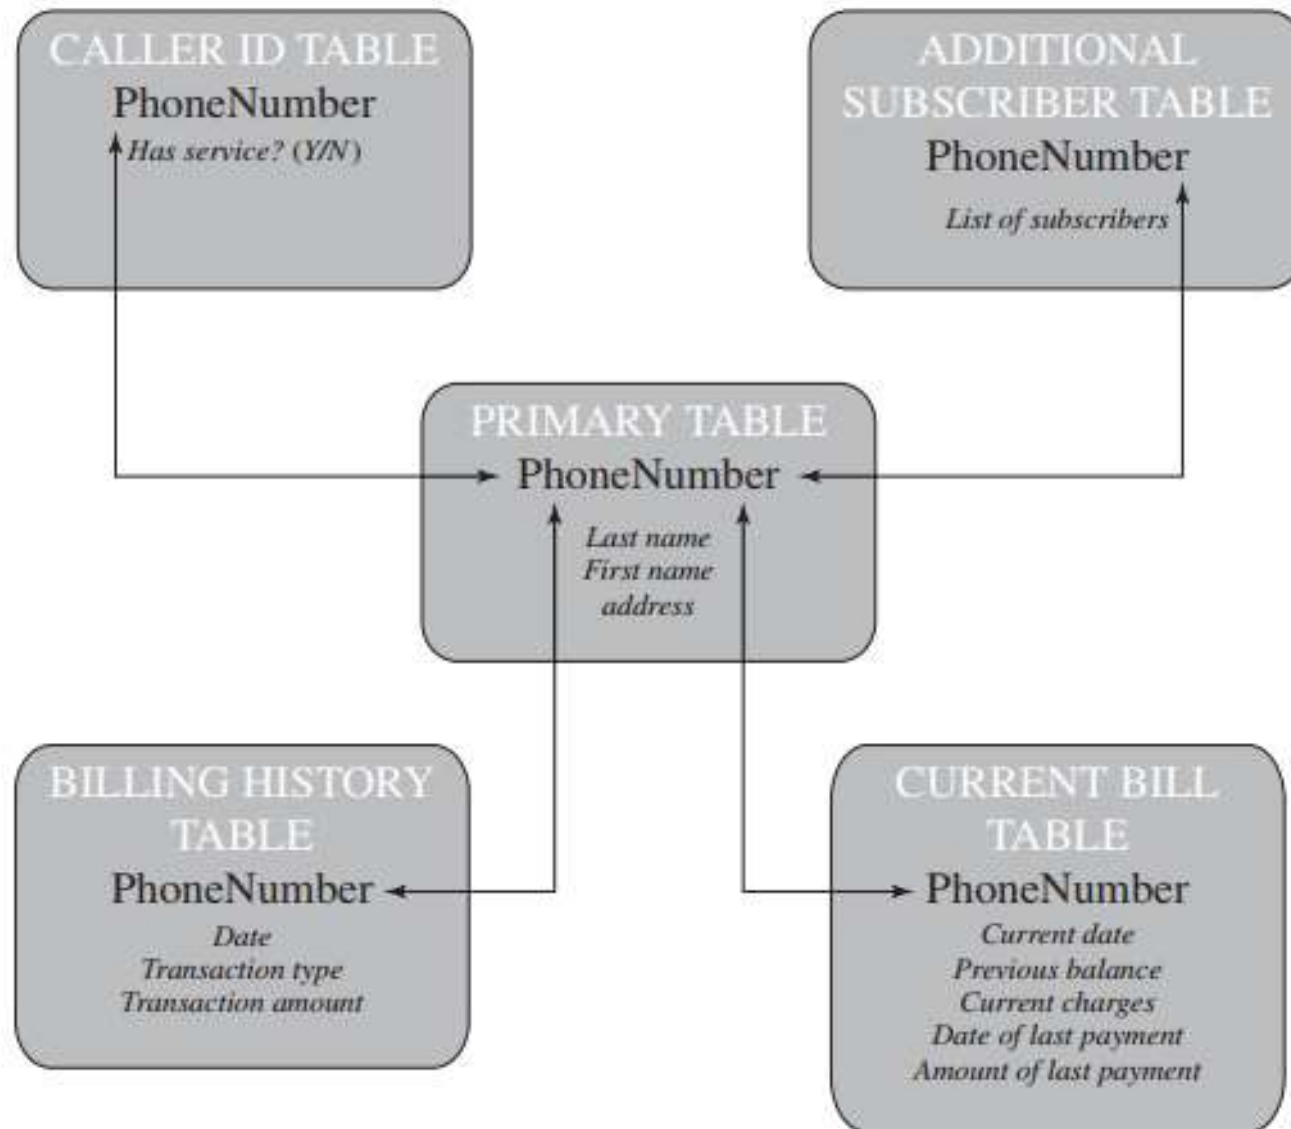 CALLER ID TABLE
PhoneNumber
Has service? (Y/N)
ADDITIONAL
SUBSCRIBER TABLE
PhoneNumber
List of subscribers
PRIMARY TABLE
PhoneNumber
Last name
First name
address
BILLING HISTORY
TABLE
PhoneNumber
Date
Transaction type
Transaction amount
CURRENT BILL
TABLE
PhoneNumber
Current date
Previous balance
Current charges
Date of last payment
Amount of last payment